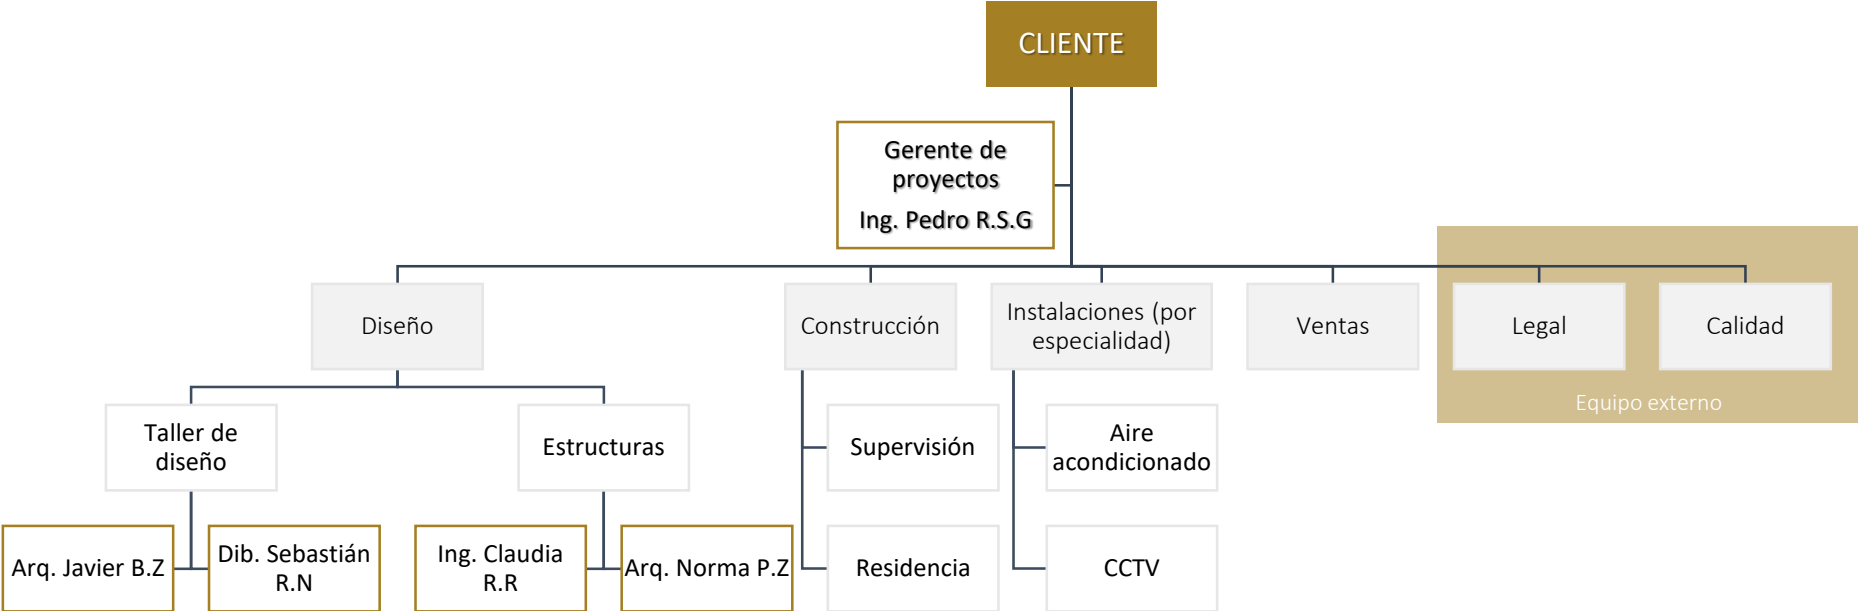 CLIENTE
Gerente de
proyectos
Ing. Pedro R.S.G
Diseño
Construcción
Instalaciones (por
especialidad)
Ventas
Legal
Calidad
Equipo externo
Taller de
diseño
Estructuras
Supervisión
Aire
acondicionado
Arq. Javier B.Z
Dib. Sebastián
R.N
Ing. Claudia
R.R
Arq. Norma P.Z
Residencia
CCTV